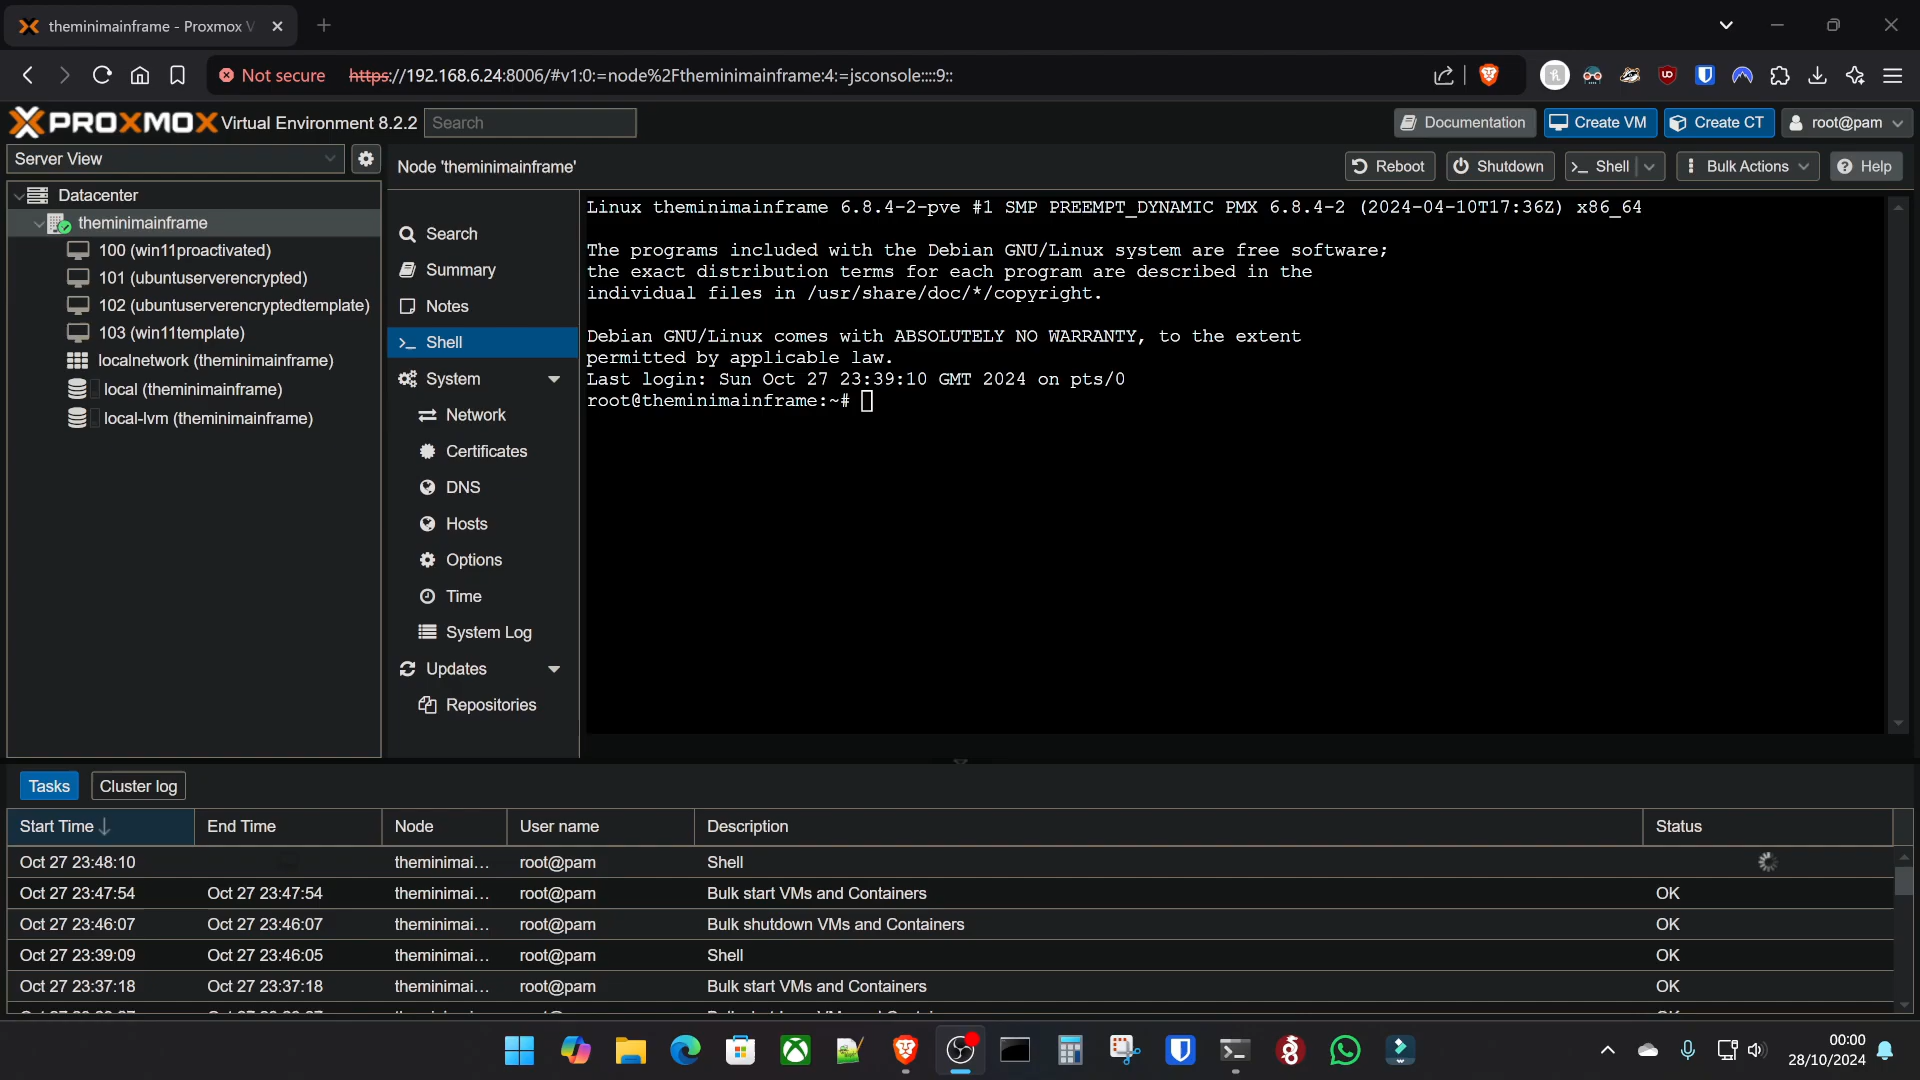 theminimainframe - Proxmox V
Not secure https://192.168.6.24:8006/#v1:0:=node%2Ftheminimainframe:4:=jsconsole::::9::
PROXMOX Virtual Environment 8.2.2 Search Documentation Create VM Create CT root@pam
Server View
Node 'theminimainframe' Reboot Shutdown Shell Bulk Actions Help
Datacenter
theminimainframe
100 (win11proactivated)
101 (ubuntuserverencrypted)
102 (ubuntuserverencryptedtemplate)
103 (win11template)
localnetwork (theminimainframe)
local (theminimainframe)
local-lvm (theminimainframe)
Search
Summary
Notes
Shell
System
Network
Certificates
DNS
Hosts
Options
Time
System Log
Updates
Repositories
Linux theminimainframe 6.8.4-2-pve #1 SMP PREEMPT_DYNAMIC PMX 6.8.4-2 (2024-04-10T17:36Z) x86_64
The programs included with the Debian GNU/Linux system are free software;
the exact distribution terms for each program are described in the
individual files in /usr/share/doc/*/copyright.
Debian GNU/Linux comes with ABSOLUTELY NO WARRANTY, to the extent
permitted by applicable law.
Last login: Sun Oct 27 23:39:10 GMT 2024 on pts/0
root@theminimainframe:~#
Tasks Cluster log
Start Time End Time Node User name Description Status
Oct 27 23:48:10 theminimai... root@pam Shell
Oct 27 23:47:54 Oct 27 23:47:54 theminimai... root@pam Bulk start VMs and Containers OK
Oct 27 23:46:07 Oct 27 23:46:07 theminimai... root@pam Bulk shutdown VMs and Containers OK
Oct 27 23:39:09 Oct 27 23:46:05 theminimai... root@pam Shell OK
Oct 27 23:37:18 Oct 27 23:37:18 theminimai... root@pam Bulk start VMs and Containers OK
00:00
28/10/2024